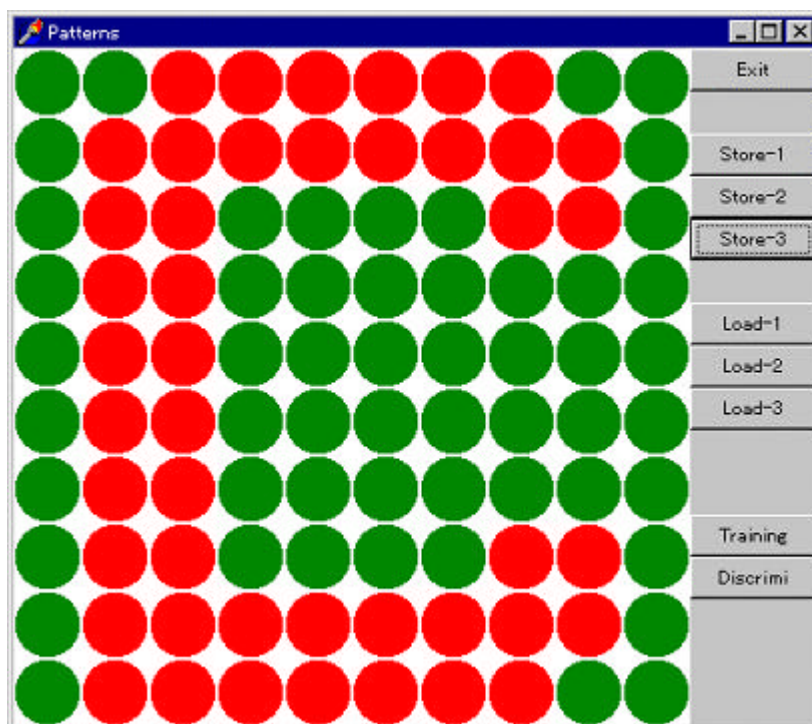 Patterns
Exit
Store-1
Store-2
Store-3
Load-1
Load-2
Load-3
Training
Discrimi